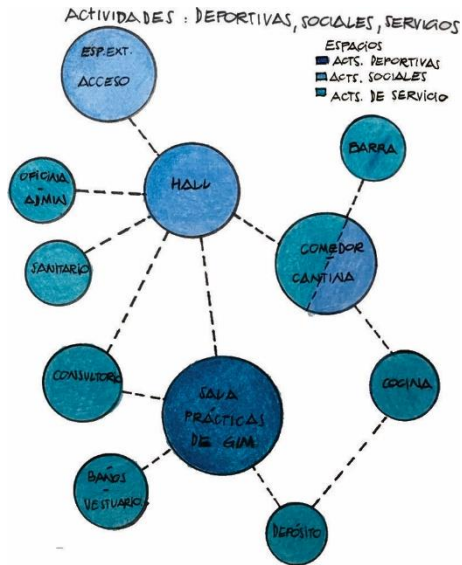 ACTIVIDADES : DEPORTIVAS, SOCIALES, SERVICIOS
ESPACIOS
ACTS. DEPORTIVAS
ACTS. SOCIALES
ACTS. DE SERVICIO
ESP. EXT.
ACCESO
BARRA
OFICINA
-
ADMIN
HALL
SANITARIO
COMEDOR
-
CANTINA
CONSULTORIO
SALA
PRÁCTICAS
DE GIM
COCINA
BAÑOS
-
VESTUARIO
DEPÓSITO